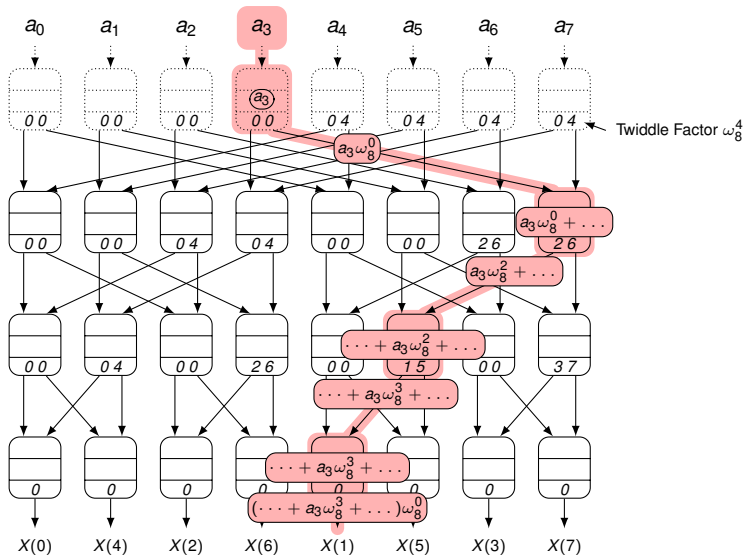 a₀ a₁ a₂ a₃ a₄ a₅ a₆ a₇
a₃
0 0 0 0 0 0 0 0 0 4 0 4 0 4 0 4
Twiddle Factor ω₈⁴
a₃ω₈⁰
a₃ω₈⁰ + ...
0 0 0 0 0 4 0 4 0 0 0 0 2 6 2 6
a₃ω₈² + ...
··· + a₃ω₈² + ...
0 0 0 4 0 0 2 6 0 0 1 5 0 0 3 7
··· + a₃ω₈³ + ...
··· + a₃ω₈³ + ...
0 0 0 0 0 0 0 0
(··· + a₃ω₈³ + ...)ω₈⁰
X(0) X(4) X(2) X(6) X(1) X(5) X(3) X(7)